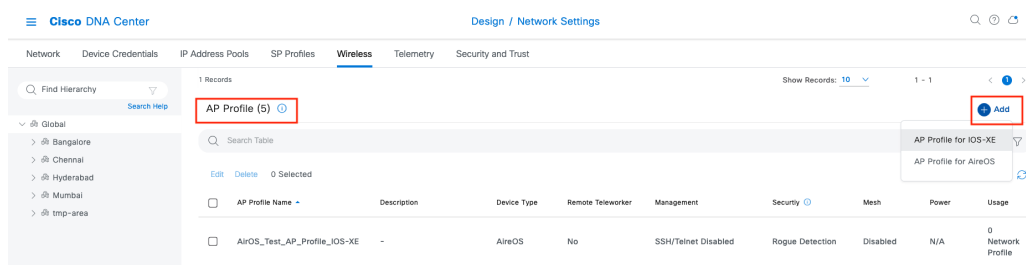 Cisco DNA Center
Design / Network Settings
Network Device Credentials IP Address Pools SP Profiles Wireless Telemetry Security and Trust
Find Hierarchy
Search Help
Global
Bangalore
Chennai
Hyderabad
Mumbai
tmp-area
1 Records
Show Records: 10 1 - 1 1
AP Profile (5)
Add
Search Table
AP Profile for IOS-XE
AP Profile for AireOS
Edit Delete 0 Selected
AP Profile Name Description Device Type Remote Teleworker Management Securtiy Mesh Power Usage
AirOS_Test_AP_Profile_IOS-XE - AireOS No SSH/Telnet Disabled Rogue Detection Disabled N/A 0
Network
Profile